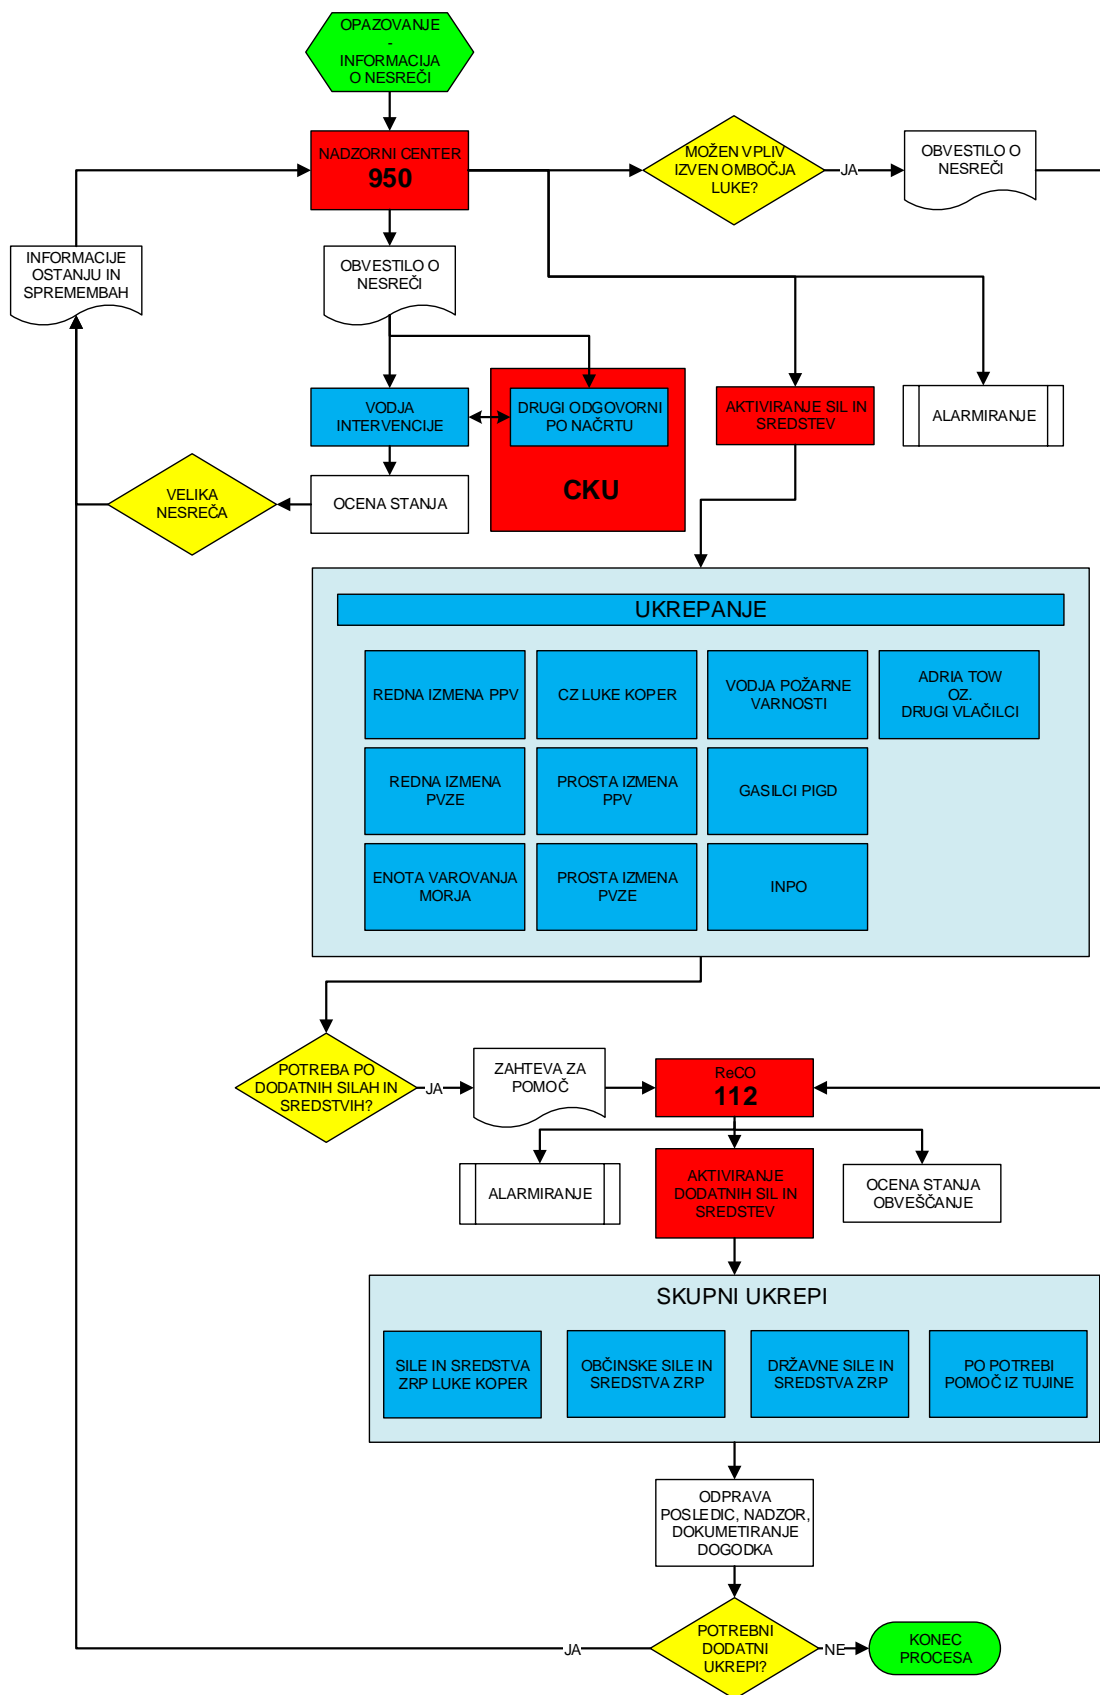 OPAZOVANJE
-
INFORMACIJA
O NESREČI
NADZORNI CENTER
950
MOŽEN VPLIV
IZVEN OMBOČJA
LUKE?
JA
OBVESTILO O
NESREČI
INFORMACIJE
OSTANJU IN
SPREMEMBAH
OBVESTILO O
NESREČI
VODJA
INTERVENCIJE
DRUGI ODGOVORNI
PO NAČRTU
CKU
AKTIVIRANJE SIL IN
SREDSTEV
ALARMIRANJE
VELIKA
NESREČA
OCENA STANJA
UKREPANJE
REDNA IZMENA PPV
CZ LUKE KOPER
VODJA POŽARNE
VARNOSTI
ADRIA TOW
OZ.
DRUGI VLAČILCI
REDNA IZMENA
PVZE
PROSTA IZMENA
PPV
GASILCI PIGD
ENOTA VAROVANJA
MORJA
PROSTA IZMENA
PVZE
INPO
POTREBA PO
DODATNIH SILAH IN
SREDSTVIH?
JA
ZAHTEVA ZA
POMOČ
ReCO
112
ALARMIRANJE
AKTIVIRANJE
DODATNIH SIL IN
SREDSTEV
OCENA STANJA
OBVEŠČANJE
SKUPNI UKREPI
SILE IN SREDSTVA
ZRP LUKE KOPER
OBČINSKE SILE IN
SREDSTVA ZRP
DRŽAVNE SILE IN
SREDSTVA ZRP
PO POTREBI
POMOČ IZ TUJINE
ODPRAVA
POSLEDIC, NADZOR,
DOKUMETIRANJE
DOGODKA
JA
POTREBNI
DODATNI
UKREPI?
NE
KONEC
PROCESA